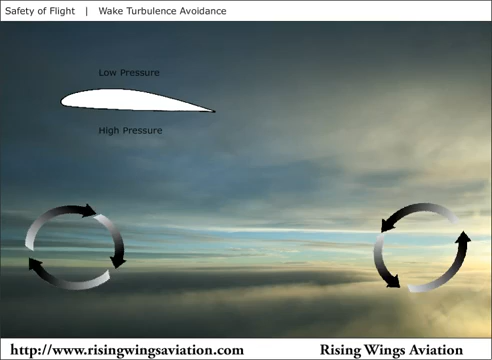 Safety of Flight | Wake Turbulence Avoidance
Low Pressure
High Pressure
http://www.risingwingsaviation.com Rising Wings Aviation